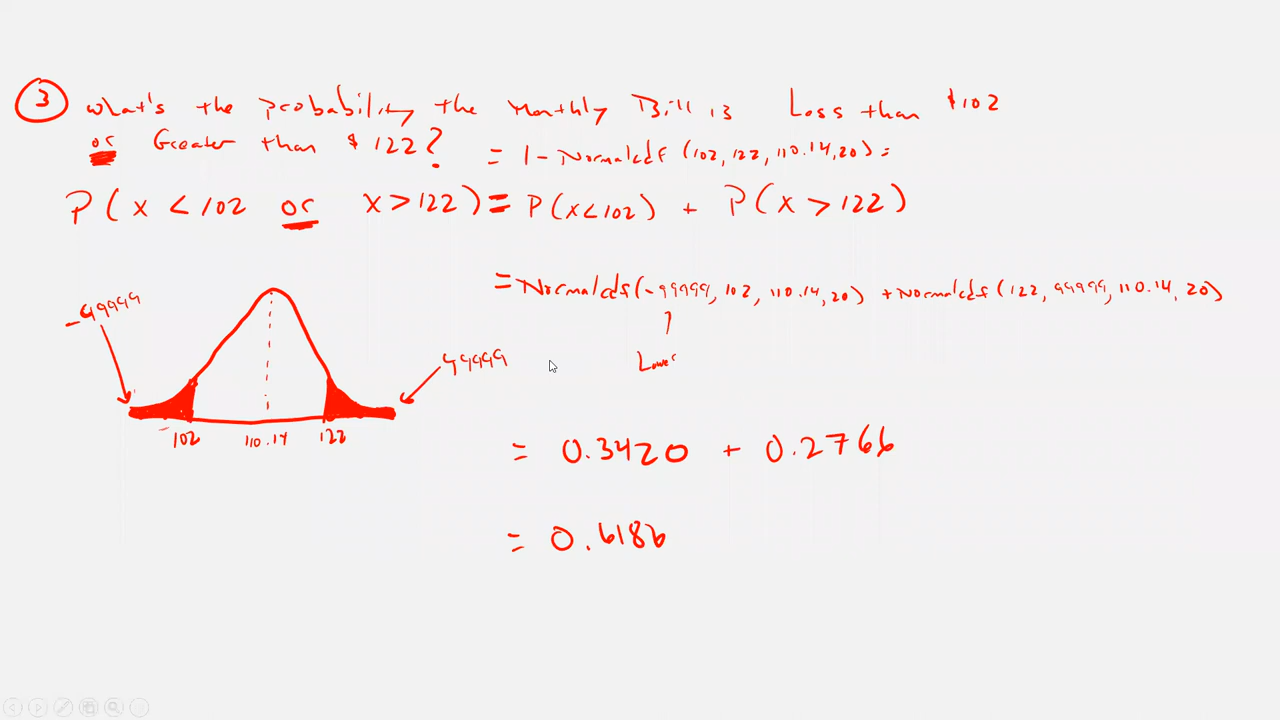 3 What's the probability the Monthly Bill is Less than $102
or Greater than $122? = 1 - Normalcdf (102, 122, 110.14, 20) =
P( x < 102 or x > 122 ) = P(x < 102) + P( x > 122 )
= Normalcdf(-99999, 102, 110.14, 20) + Normalcdf (122, 99999, 110.14, 20)
-99999
99999
Lower
102 110.14 122
= 0.3420 + 0.2766
= 0.6186